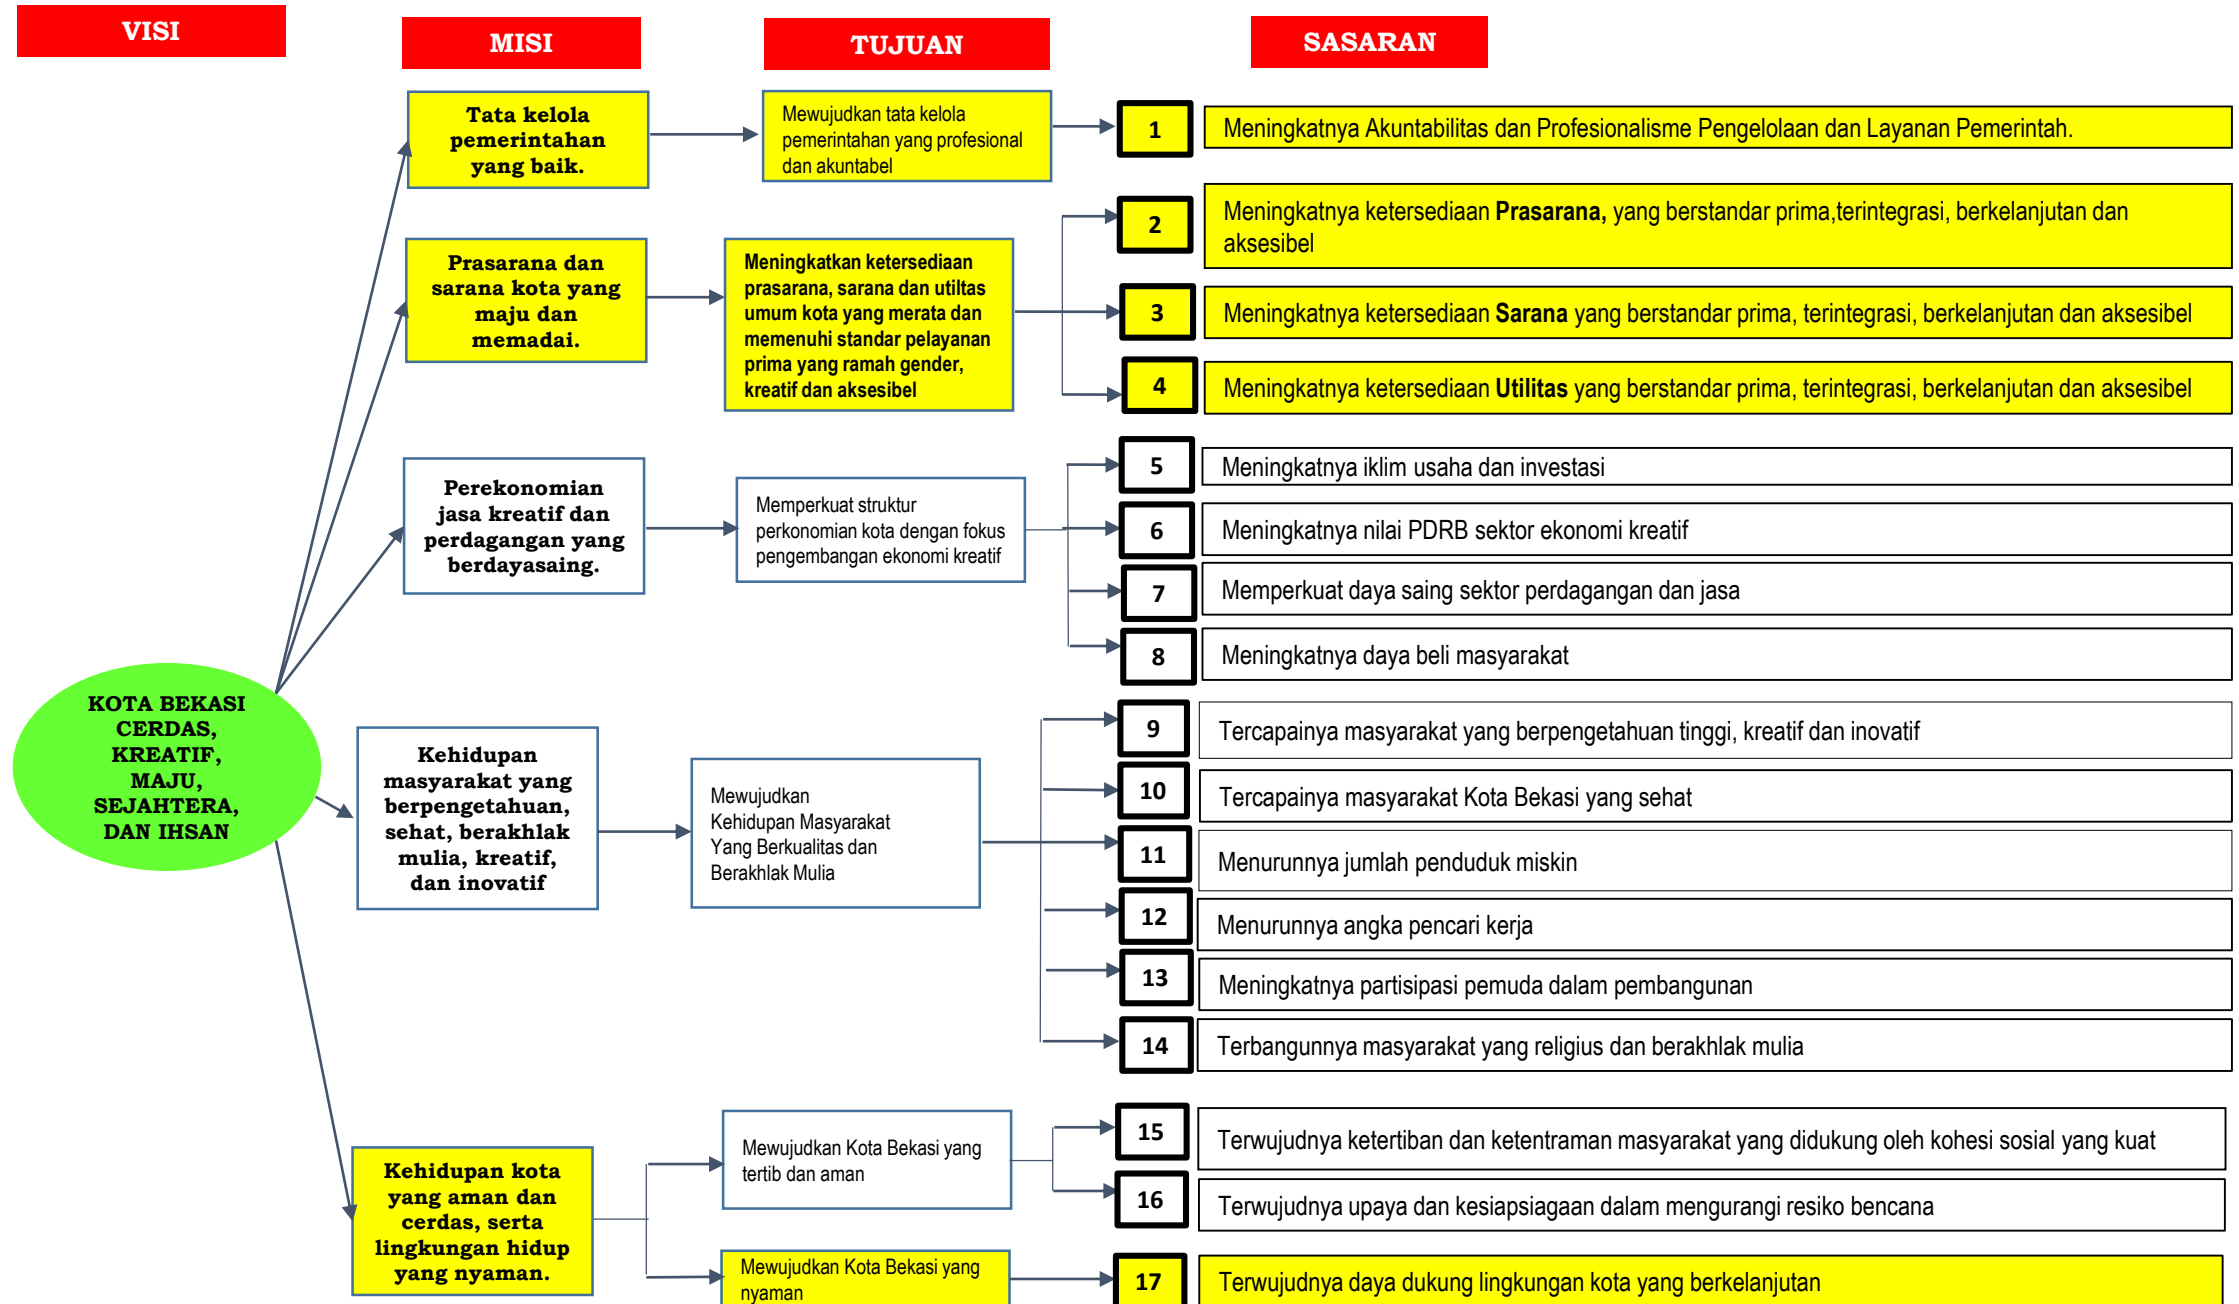 VISI
MISI
TUJUAN
SASARAN
KOTA BEKASI
CERDAS,
KREATIF,
MAJU,
SEJAHTERA,
DAN IHSAN
Tata kelola
pemerintahan
yang baik.
Mewujudkan tata kelola
pemerintahan yang profesional
dan akuntabel
1
Meningkatnya Akuntabilitas dan Profesionalisme Pengelolaan dan Layanan Pemerintah.
Prasarana dan
sarana kota yang
maju dan
memadai.
Meningkatkan ketersediaan
prasarana, sarana dan utiltas
umum kota yang merata dan
memenuhi standar pelayanan
prima yang ramah gender,
kreatif dan aksesibel
2
Meningkatnya ketersediaan Prasarana, yang berstandar prima,terintegrasi, berkelanjutan dan
aksesibel
3
Meningkatnya ketersediaan Sarana yang berstandar prima, terintegrasi, berkelanjutan dan aksesibel
4
Meningkatnya ketersediaan Utilitas yang berstandar prima, terintegrasi, berkelanjutan dan aksesibel
Perekonomian
jasa kreatif dan
perdagangan yang
berdayasaing.
Memperkuat struktur
perkonomian kota dengan fokus
pengembangan ekonomi kreatif
5
Meningkatnya iklim usaha dan investasi
6
Meningkatnya nilai PDRB sektor ekonomi kreatif
7
Memperkuat daya saing sektor perdagangan dan jasa
8
Meningkatnya daya beli masyarakat
Kehidupan
masyarakat yang
berpengetahuan,
sehat, berakhlak
mulia, kreatif,
dan inovatif
Mewujudkan
Kehidupan Masyarakat
Yang Berkualitas dan
Berakhlak Mulia
9
Tercapainya masyarakat yang berpengetahuan tinggi, kreatif dan inovatif
10
Tercapainya masyarakat Kota Bekasi yang sehat
11
Menurunnya jumlah penduduk miskin
12
Menurunnya angka pencari kerja
13
Meningkatnya partisipasi pemuda dalam pembangunan
14
Terbangunnya masyarakat yang religius dan berakhlak mulia
Kehidupan kota
yang aman dan
cerdas, serta
lingkungan hidup
yang nyaman.
Mewujudkan Kota Bekasi yang
tertib dan aman
15
Terwujudnya ketertiban dan ketentraman masyarakat yang didukung oleh kohesi sosial yang kuat
16
Terwujudnya upaya dan kesiapsiagaan dalam mengurangi resiko bencana
Mewujudkan Kota Bekasi yang
nyaman
17
Terwujudnya daya dukung lingkungan kota yang berkelanjutan